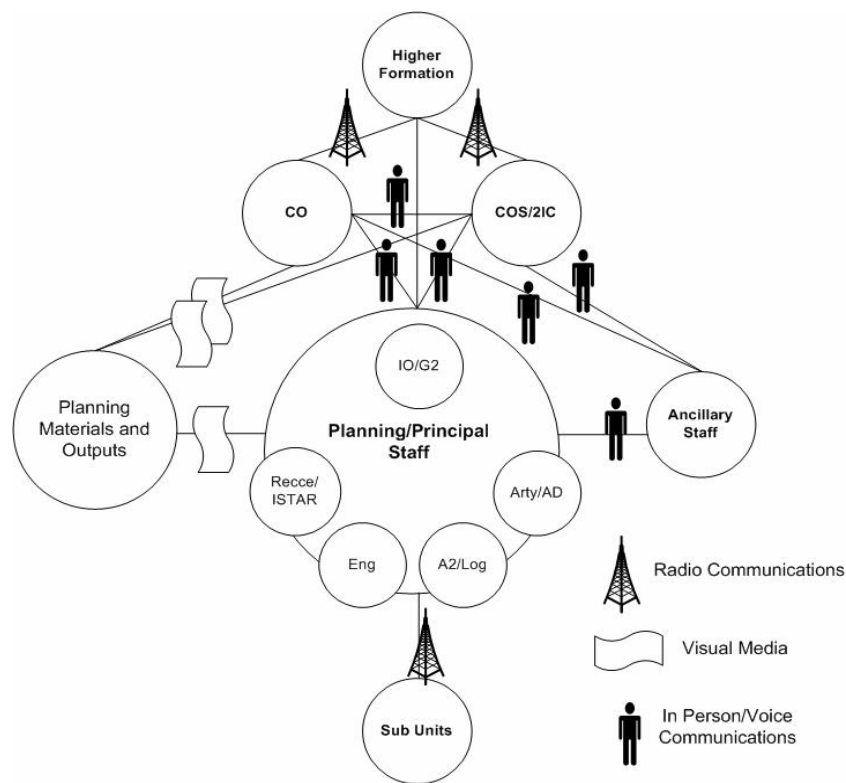 Higher
Formation
CO
COS/2IC
IO/G2
Planning
Materials and
Outputs
Planning/Principal
Staff
Ancillary
Staff
Recce/
ISTAR
Arty/AD
Eng
A2/Log
Radio Communications
Visual Media
Sub Units
In Person/Voice
Communications